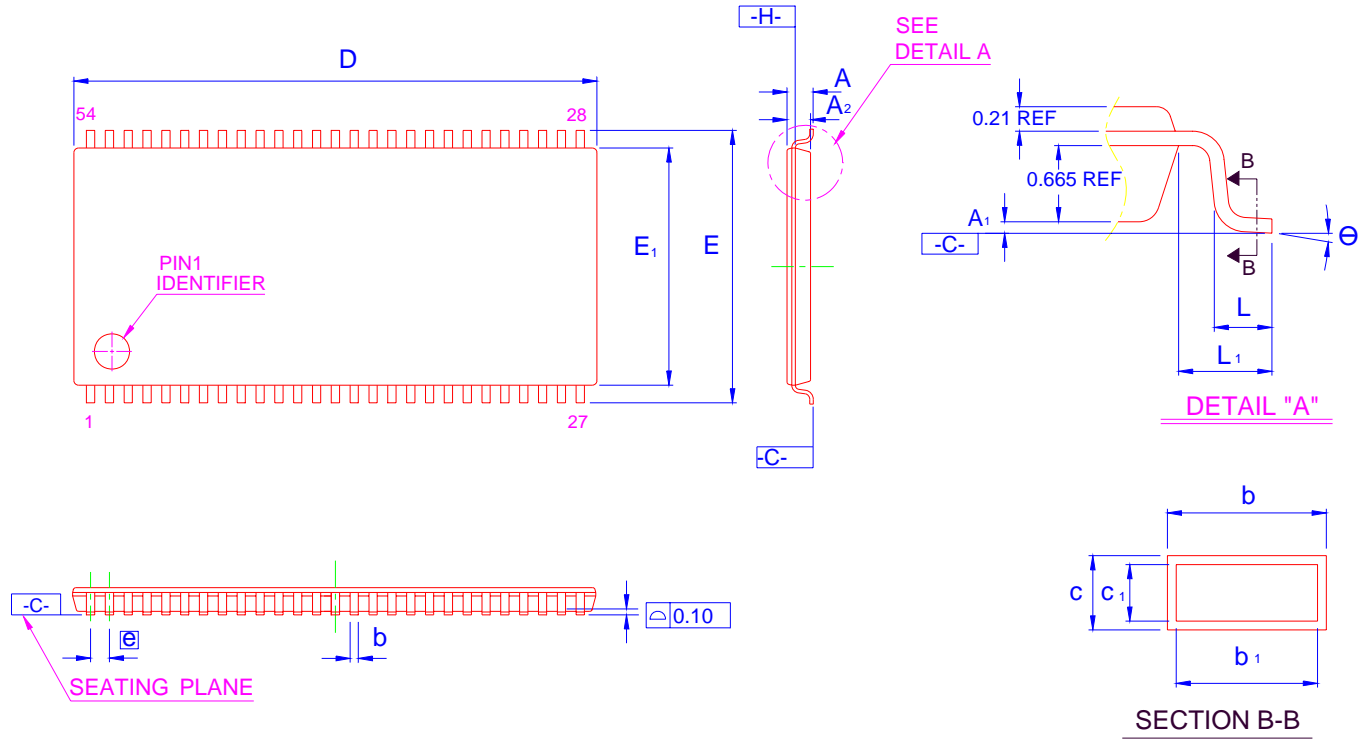 -H-
SEE
DETAIL A
D
A
A2
54
28
E1
E
PIN1
IDENTIFIER
1
27
-C-
0.21 REF
0.665 REF
A1
-C-
B
B
Θ
L
L1
DETAIL "A"
-C-
e
b
0.10
SEATING PLANE
b
c
c1
b1
SECTION B-B